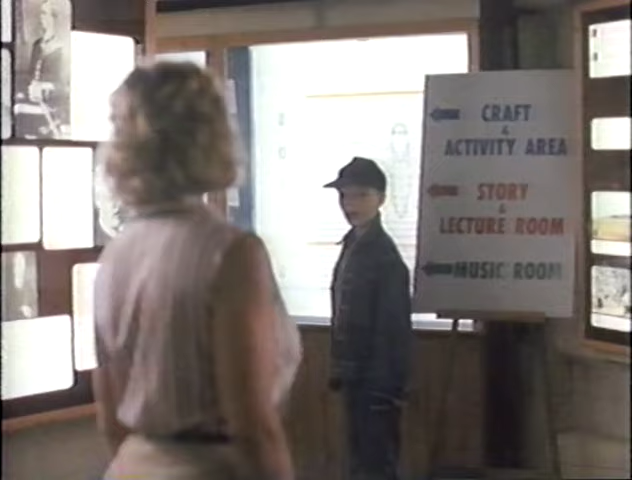 CRAFT
&
ACTIVITY AREA
STORY
&
LECTURE ROOM
MUSIC ROOM